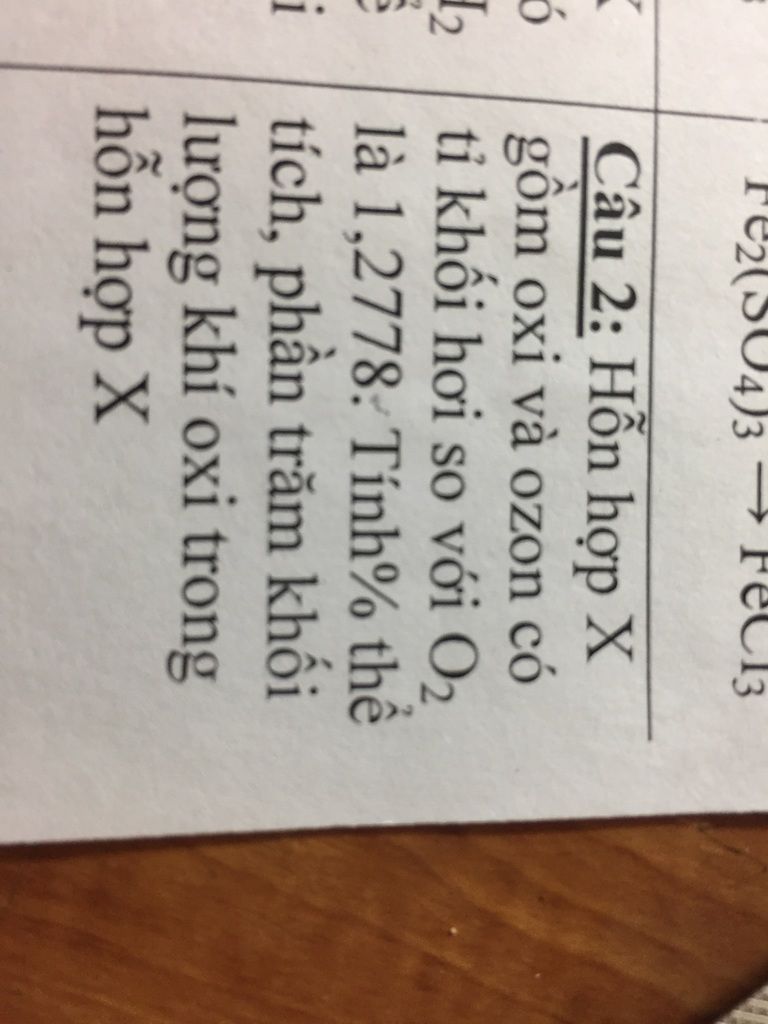 Fe₂(SO₄)₃ → FeCl₃
Câu 2: Hỗn hợp X
gồm oxi và ozon có
tỉ khối hơi so với O₂
là 1,2778. Tính% thể
tích, phần trăm khối
lượng khí oxi trong
hỗn hợp X